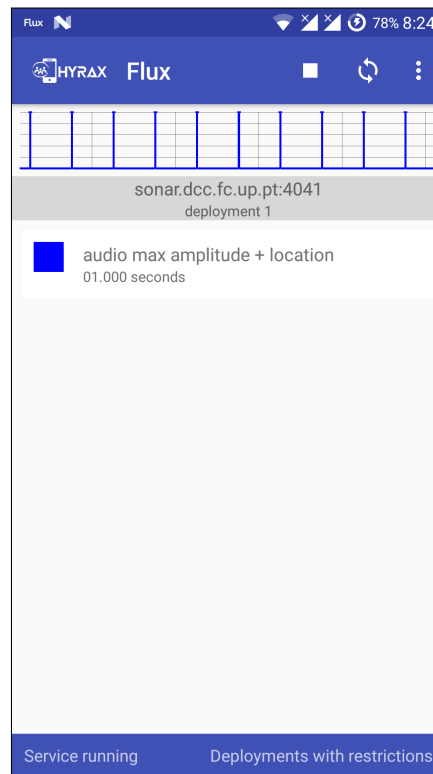 Flux 78% 8:24
HYRAX Flux
sonar.dcc.fc.up.pt:4041
deployment 1
audio max amplitude + location
01.000 seconds
Service running Deployments with restrictions